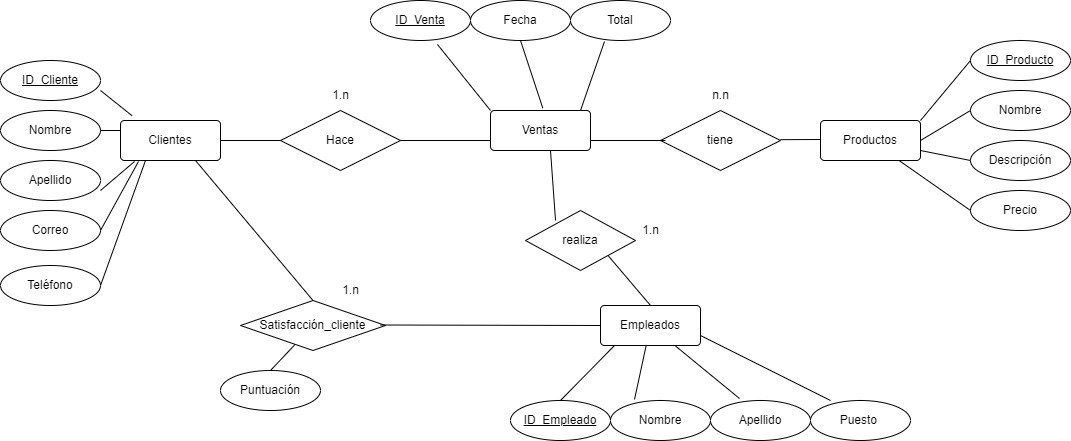 ID_Venta
Fecha
Total
ID_Cliente
ID_Producto
1.n
n.n
Nombre
Clientes
Hace
Ventas
tiene
Productos
Nombre
Apellido
Descripción
Correo
realiza
1.n
Precio
Teléfono
1.n
Satisfacción_cliente
Empleados
Puntuación
ID_Empleado
Nombre
Apellido
Puesto